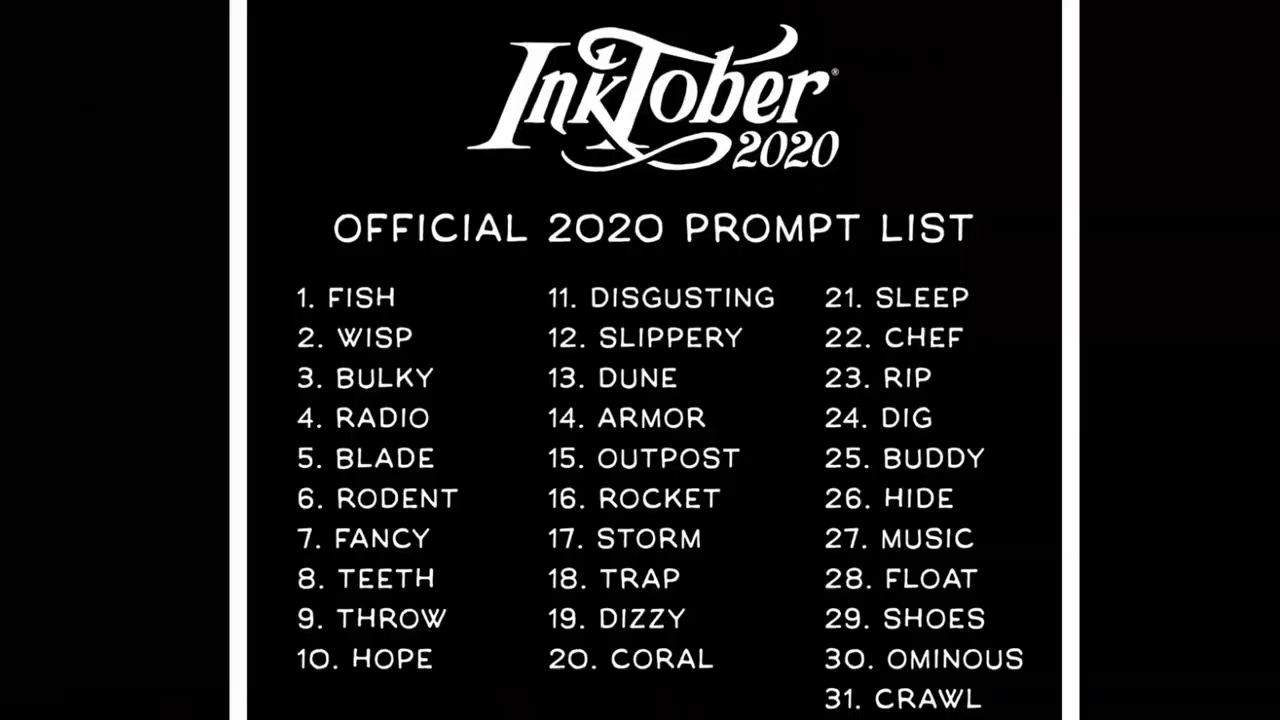 InkTober®
2020
OFFICIAL 2020 PROMPT LIST
1. FISH
2. WISP
3. BULKY
4. RADIO
5. BLADE
6. RODENT
7. FANCY
8. TEETH
9. THROW
10. HOPE
11. DISGUSTING
12. SLIPPERY
13. DUNE
14. ARMOR
15. OUTPOST
16. ROCKET
17. STORM
18. TRAP
19. DIZZY
20. CORAL
21. SLEEP
22. CHEF
23. RIP
24. DIG
25. BUDDY
26. HIDE
27. MUSIC
28. FLOAT
29. SHOES
30. OMINOUS
31. CRAWL